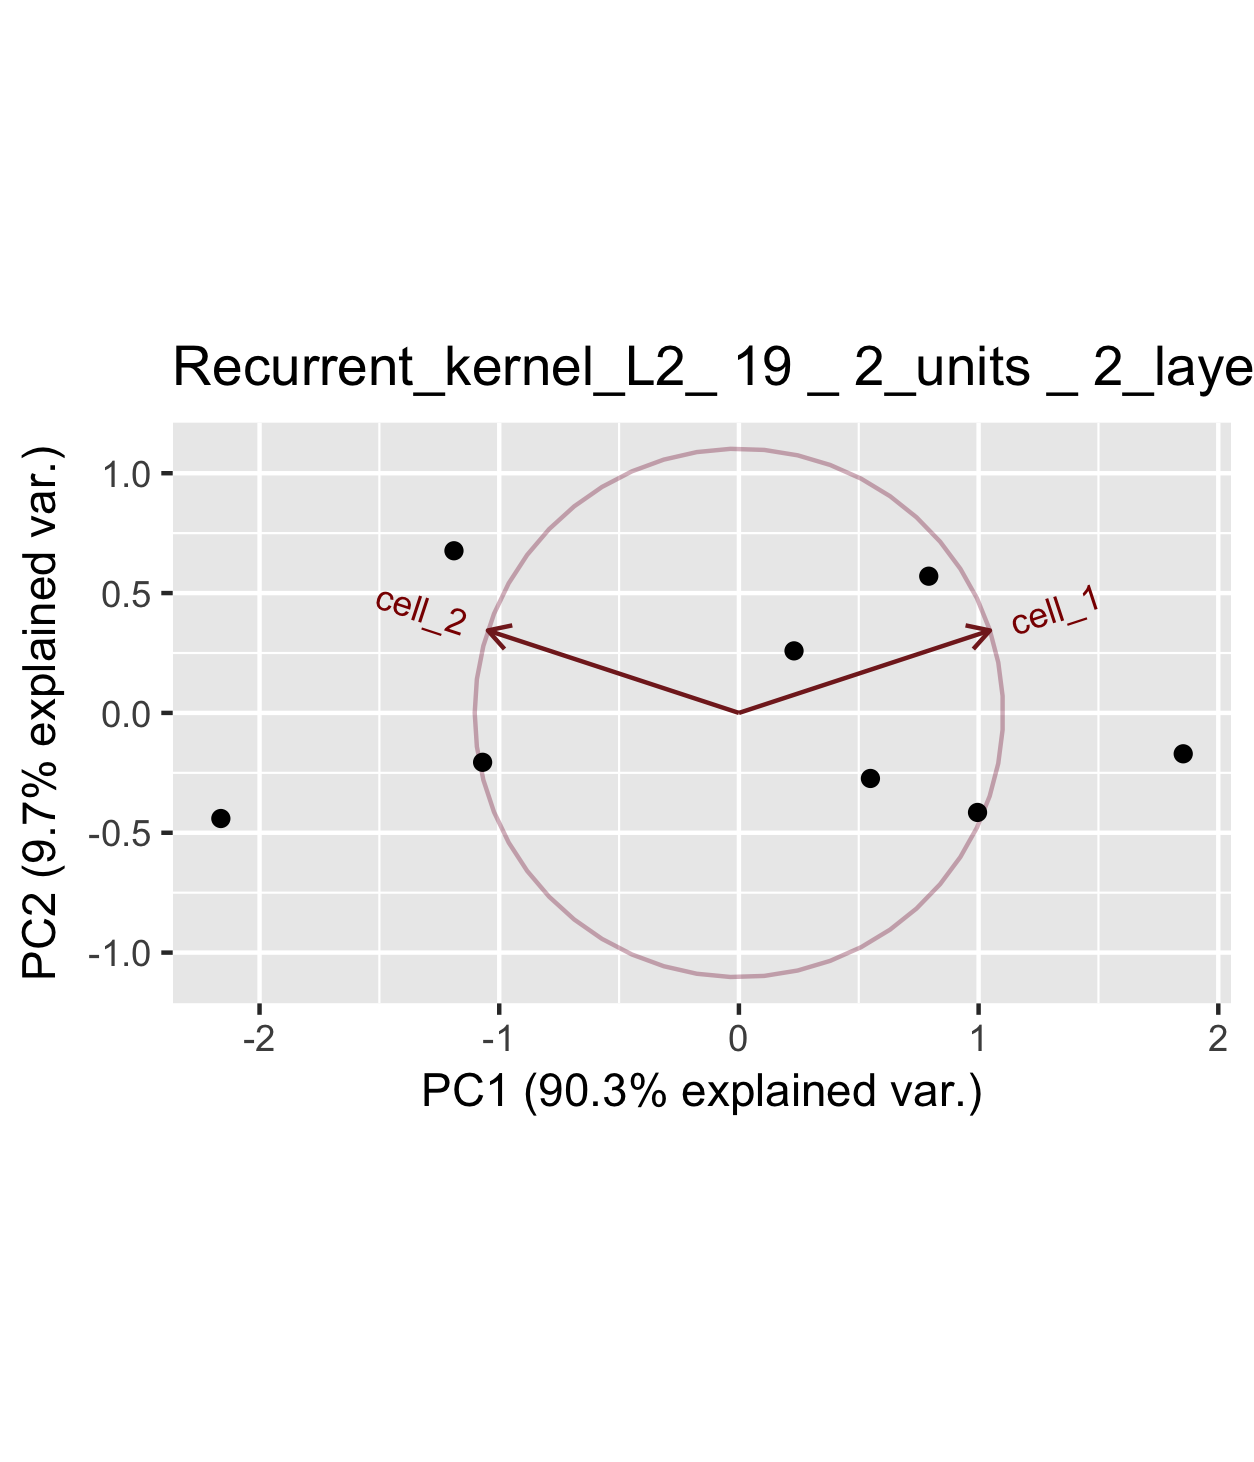 Recurrent_kernel_L2_ 19 _ 2_units _ 2_laye
PC2 (9.7% explained var.)
1.0
0.5
0.0
-0.5
-1.0
cell_2
cell_1
-2
-1
0
1
2
PC1 (90.3% explained var.)